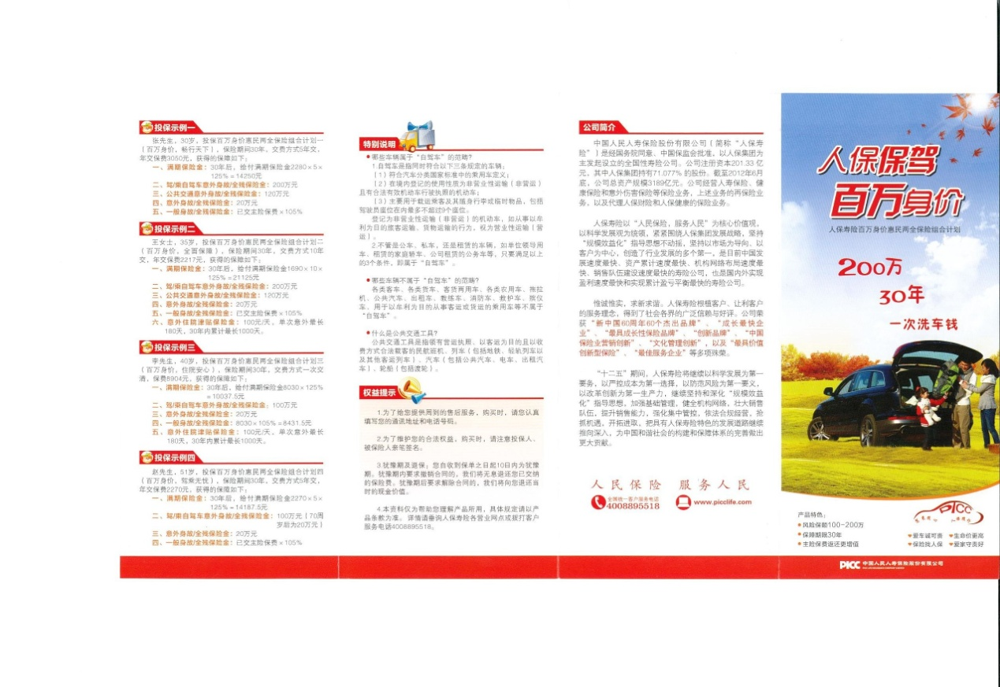 投保示例一
张先生，30岁，投保百万身价惠民两全保险组合计划一
（百万身价，畅行天下），保险期间30年，交费方式5年交，
年交保费3050元，获得的保障如下：
一、满期保险金：30年后，给付满期保险金2280×5×
125%＝14250元
二、驾/乘自驾车意外身故/全残保险金：200万元
三、公共交通意外身故/全残保险金：120万元
四、意外身故/全残保险金：20万元
五、一般身故/全残保险金：已交主险保费×105%
投保示例二
王女士，35岁，投保百万身价惠民两全保险组合计划二
（百万身价，全面保障），保险期间30年，交费方式10年
交，年交保费2217元，获得的保障如下：
一、满期保险金：30年后，给付满期保险金1690×10×
125%＝21125元
二、驾/乘自驾车意外身故/全残保险金：200万元
三、公共交通意外身故/全残保险金：120万元
四、意外身故/全残保险金：20万元
五、一般身故/全残保险金：已交主险保费×105%
六、意外住院津贴保险金：100元/天，单次意外最长
180天，30年内累计最长1000天。
投保示例三
李先生，40岁，投保百万身价惠民两全保险组合计划三
（百万身价，住院安心），保险期间30年，交费方式一次交
清，保费8904元，获得的保障如下：
一、满期保险金：30年后，给付满期保险金8030×125%
＝10037.5元
二、驾/乘自驾车意外身故/全残保险金：100万元
三、意外身故/全残保险金：20万元
四、一般身故/全残保险金：8030×105%＝8431.5元
五、意外住院津贴保险金：100元/天，单次意外最长
180天，30年内累计最长1000天。
投保示例四
赵先生，51岁，投保百万身价惠民两全保险组合计划四
（百万身价，驾乘无忧），保险期间30年，交费方式5年交，
年交保费2270元，获得的保障如下：
一、满期保险金：30年后，给付满期保险金2270×5×
125%＝14187.5元
二、驾/乘自驾车意外身故/全残保险金：100万元（70周
岁后为20万元）
三、意外身故/全残保险金：20万元
四、一般身故/全残保险金：已交主险保费×105%
特别说明
●哪些车辆属于“自驾车”的范畴？
1.自驾车是指同时符合以下三条规定的车辆：
（1）符合汽车分类国家标准中的乘用车定义；
（2）在境内登记的使用性质为非营业性运输（非营运）
且有合法有效机动车行驶执照的机动车；
（3）主要用于载运乘客及其随身行李或临时物品，包括
驾驶员座位在内最多不超过9个座位。
登记为非营业性运输（非营运）的机动车，如从事以牟
利为目的旅客运输、货物运输的行为，视为营业性运输（营
运）。
2.不管是公车、私车，还是租赁的车辆，如单位领导用
车、租赁的家庭轿车、公司租赁的公务车等，只要满足以上
的3个条件，即属于“自驾车”。
●哪些车辆不属于“自驾车”的范畴？
各类客车、各类货车、客货两用车、各类农用车、拖拉
机、公共汽车、出租车、教练车、消防车、救护车、殡仪
车、用于以牟利为目的从事客运或货运的乘用车等不属于
“自驾车”。
●什么是公共交通工具？
公共交通工具是指领有营运执照、以客运为目的且以收
费方式合法载客的民航班机、列车（包括地铁、轻轨列车以
及其他客运列车）、汽车（包括公共汽车、电车、出租汽
车）、轮船（包括渡轮）。
权益提示
1.为了给您提供周到的售后服务，购买时，请您认真
填写您的通讯地址和电话号码。
2.为了维护您的合法权益，购买时，请注意投保人、
被保险人亲笔签名。
3.犹豫期及退保：您自收到保单之日起10日内为犹豫
期。犹豫期内要求撤销合同的，我们将无息退还您已交纳
的保险费。犹豫期后要求解除合同的，我们将向您退还当
时的现金价值。
4.本资料仅为帮助您理解产品所用，具体规定请以产
品条款为准。 详情请垂询人保寿险各营业网点或拨打客户
服务电话4008895518。
公司简介
中国人民人寿保险股份有限公司（简称“人保寿
险”）是经国务院同意、中国保监会批准，以人保集团为
主发起设立的全国性寿险公司。公司注册资本201.33 亿
元，其中人保集团持有71.077% 的股份。截至2012年6月
底，公司总资产规模3189亿元。公司经营人寿保险、健
康保险和意外伤害保险等保险业务，上述业务的再保险业
务，以及代理人保财险和人保健康的保险业务。
人保寿险以“人民保险，服务人民”为核心价值观，
以科学发展观为统领，紧紧围绕人保集团发展战略，坚持
“规模效益化”指导思想不动摇，坚持以市场为导向、以
客户为中心，创造了行业发展的多个第一，是目前中国发
展速度最快、资产累计速度最快、机构网络布局速度最
快、销售队伍建设速度最快的寿险公司，也是国内外实现
盈利速度最快和实现累计盈亏平衡最快的寿险公司。
惟诚惟实，求新求谐。人保寿险根植客户、让利客户
的服务理念，得到了社会各界的广泛信赖与好评。公司荣
获“新中国60周年60个杰出品牌”、“成长最快企
业”、“最具成长性保险品牌”、“创新品牌”、“中国
保险业营销创新”、“文化管理创新”，以及“最具价值
创新型保险”、“最佳服务企业”等多项殊荣。
“十二五”期间，人保寿险将继续以科学发展为第一
要务，以严控成本为第一选择，以防范风险为第一要义，
以改革创新为第一生产力，继续坚持和深化“规模效益
化”指导思想，加强基础管理，健全机构网络，壮大销售
队伍，提升销售能力，强化集中管控，依法合规经营，抢
抓机遇，开拓进取，把具有人保寿险特色的发展道路继续
推向深入，为中国和谐社会的构建和保障体系的完善做出
更大贡献。
人民保险 服务人民
全国统一客户服务电话
4008895518
www.picclife.com
人保保驾
百万身价
人保寿险百万身价惠民两全保险组合计划
200万
30年
一次洗车钱
PICC
产品特色：
●风险保额100-200万
●保障期限30年
●主险保费返还更增值
♥爱车诚可贵 ♥生命价更高
♥保险找人保 ♥爱家守贵好
PICC 中国人民人寿保险股份有限公司